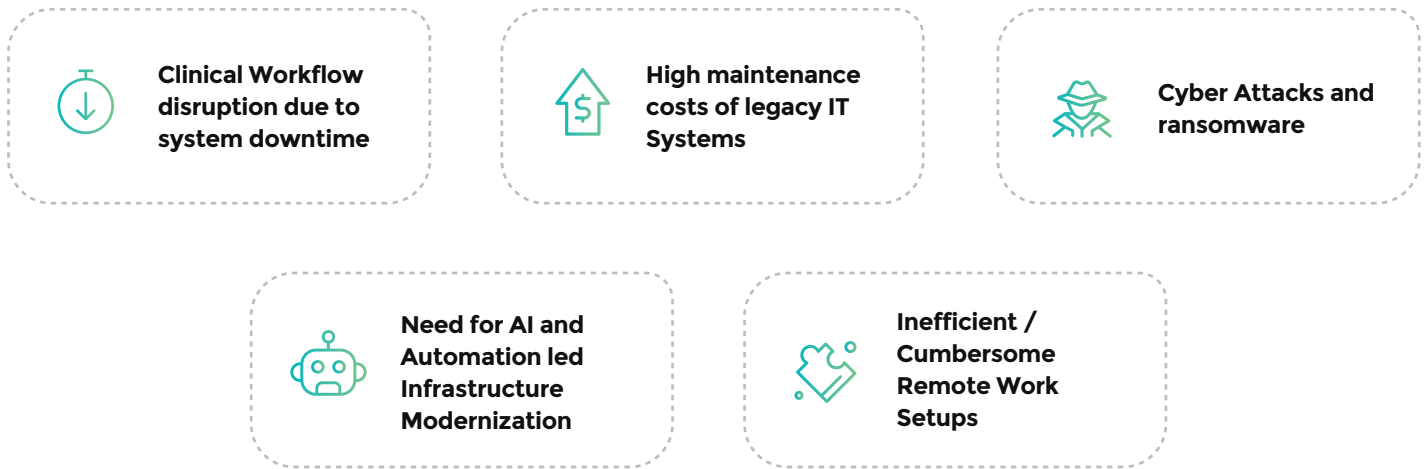 Clinical Workflow
disruption due to
system downtime
High maintenance
costs of legacy IT
Systems
Cyber Attacks and
ransomware
Need for AI and
Automation led
Infrastructure
Modernization
Inefficient /
Cumbersome
Remote Work
Setups